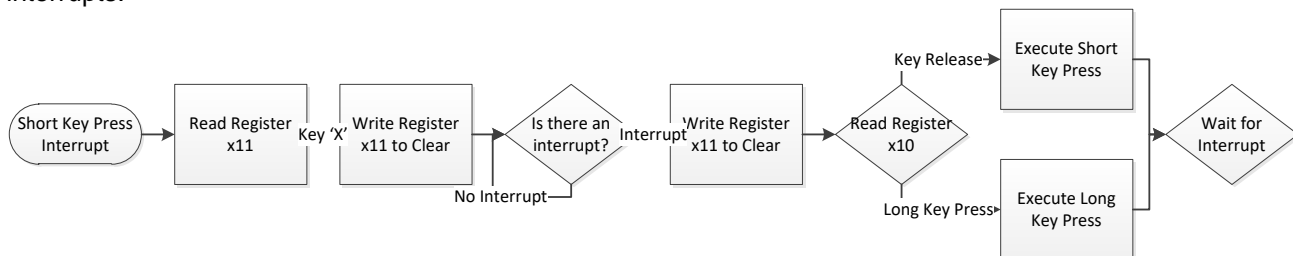 interrupts.
Short Key Press
Interrupt
Read Register
x11
Key 'X'
Write Register
x11 to Clear
Is there an
interrupt?
No Interrupt
Interrupt
Write Register
x11 to Clear
Read Register
x10
Key Release
Long Key Press
Execute Short
Key Press
Execute Long
Key Press
Wait for
Interrupt